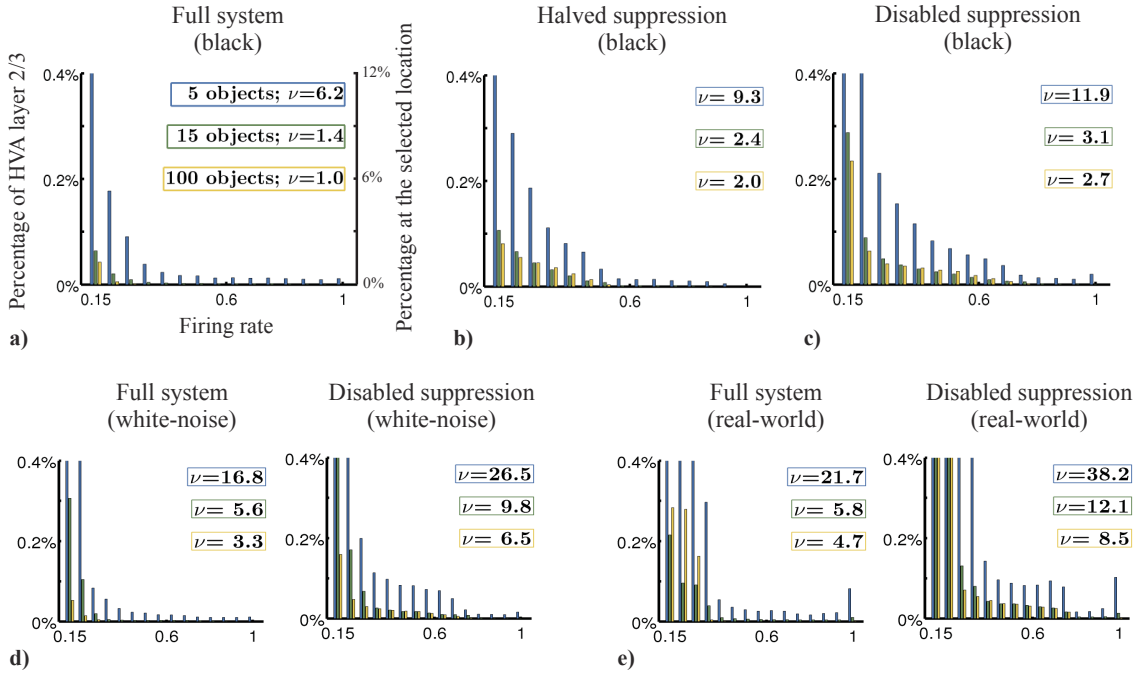 Full system
(black)
Percentage of HVA layer 2/3
0.4%
0.2%
0%
12%
6%
0%
Percentage at the selected location
5 objects; ν=6.2
15 objects; ν=1.4
100 objects; ν=1.0
0.15 0.6 1
Firing rate
a)
Halved suppression
(black)
0.4%
0.2%
0%
ν= 9.3
ν= 2.4
ν= 2.0
0.15 0.6 1
b)
Disabled suppression
(black)
0.4%
0.2%
0%
ν=11.9
ν= 3.1
ν= 2.7
0.15 0.6 1
c)
Full system
(white-noise)
0.4%
0.2%
0%
ν=16.8
ν= 5.6
ν= 3.3
0.15 0.6 1
d)
Disabled suppression
(white-noise)
0.4%
0.2%
0%
ν=26.5
ν= 9.8
ν= 6.5
0.15 0.6 1
Full system
(real-world)
0.4%
0.2%
0%
ν=21.7
ν= 5.8
ν= 4.7
0.15 0.6 1
e)
Disabled suppression
(real-world)
0.4%
0.2%
0%
ν=38.2
ν=12.1
ν= 8.5
0.15 0.6 1